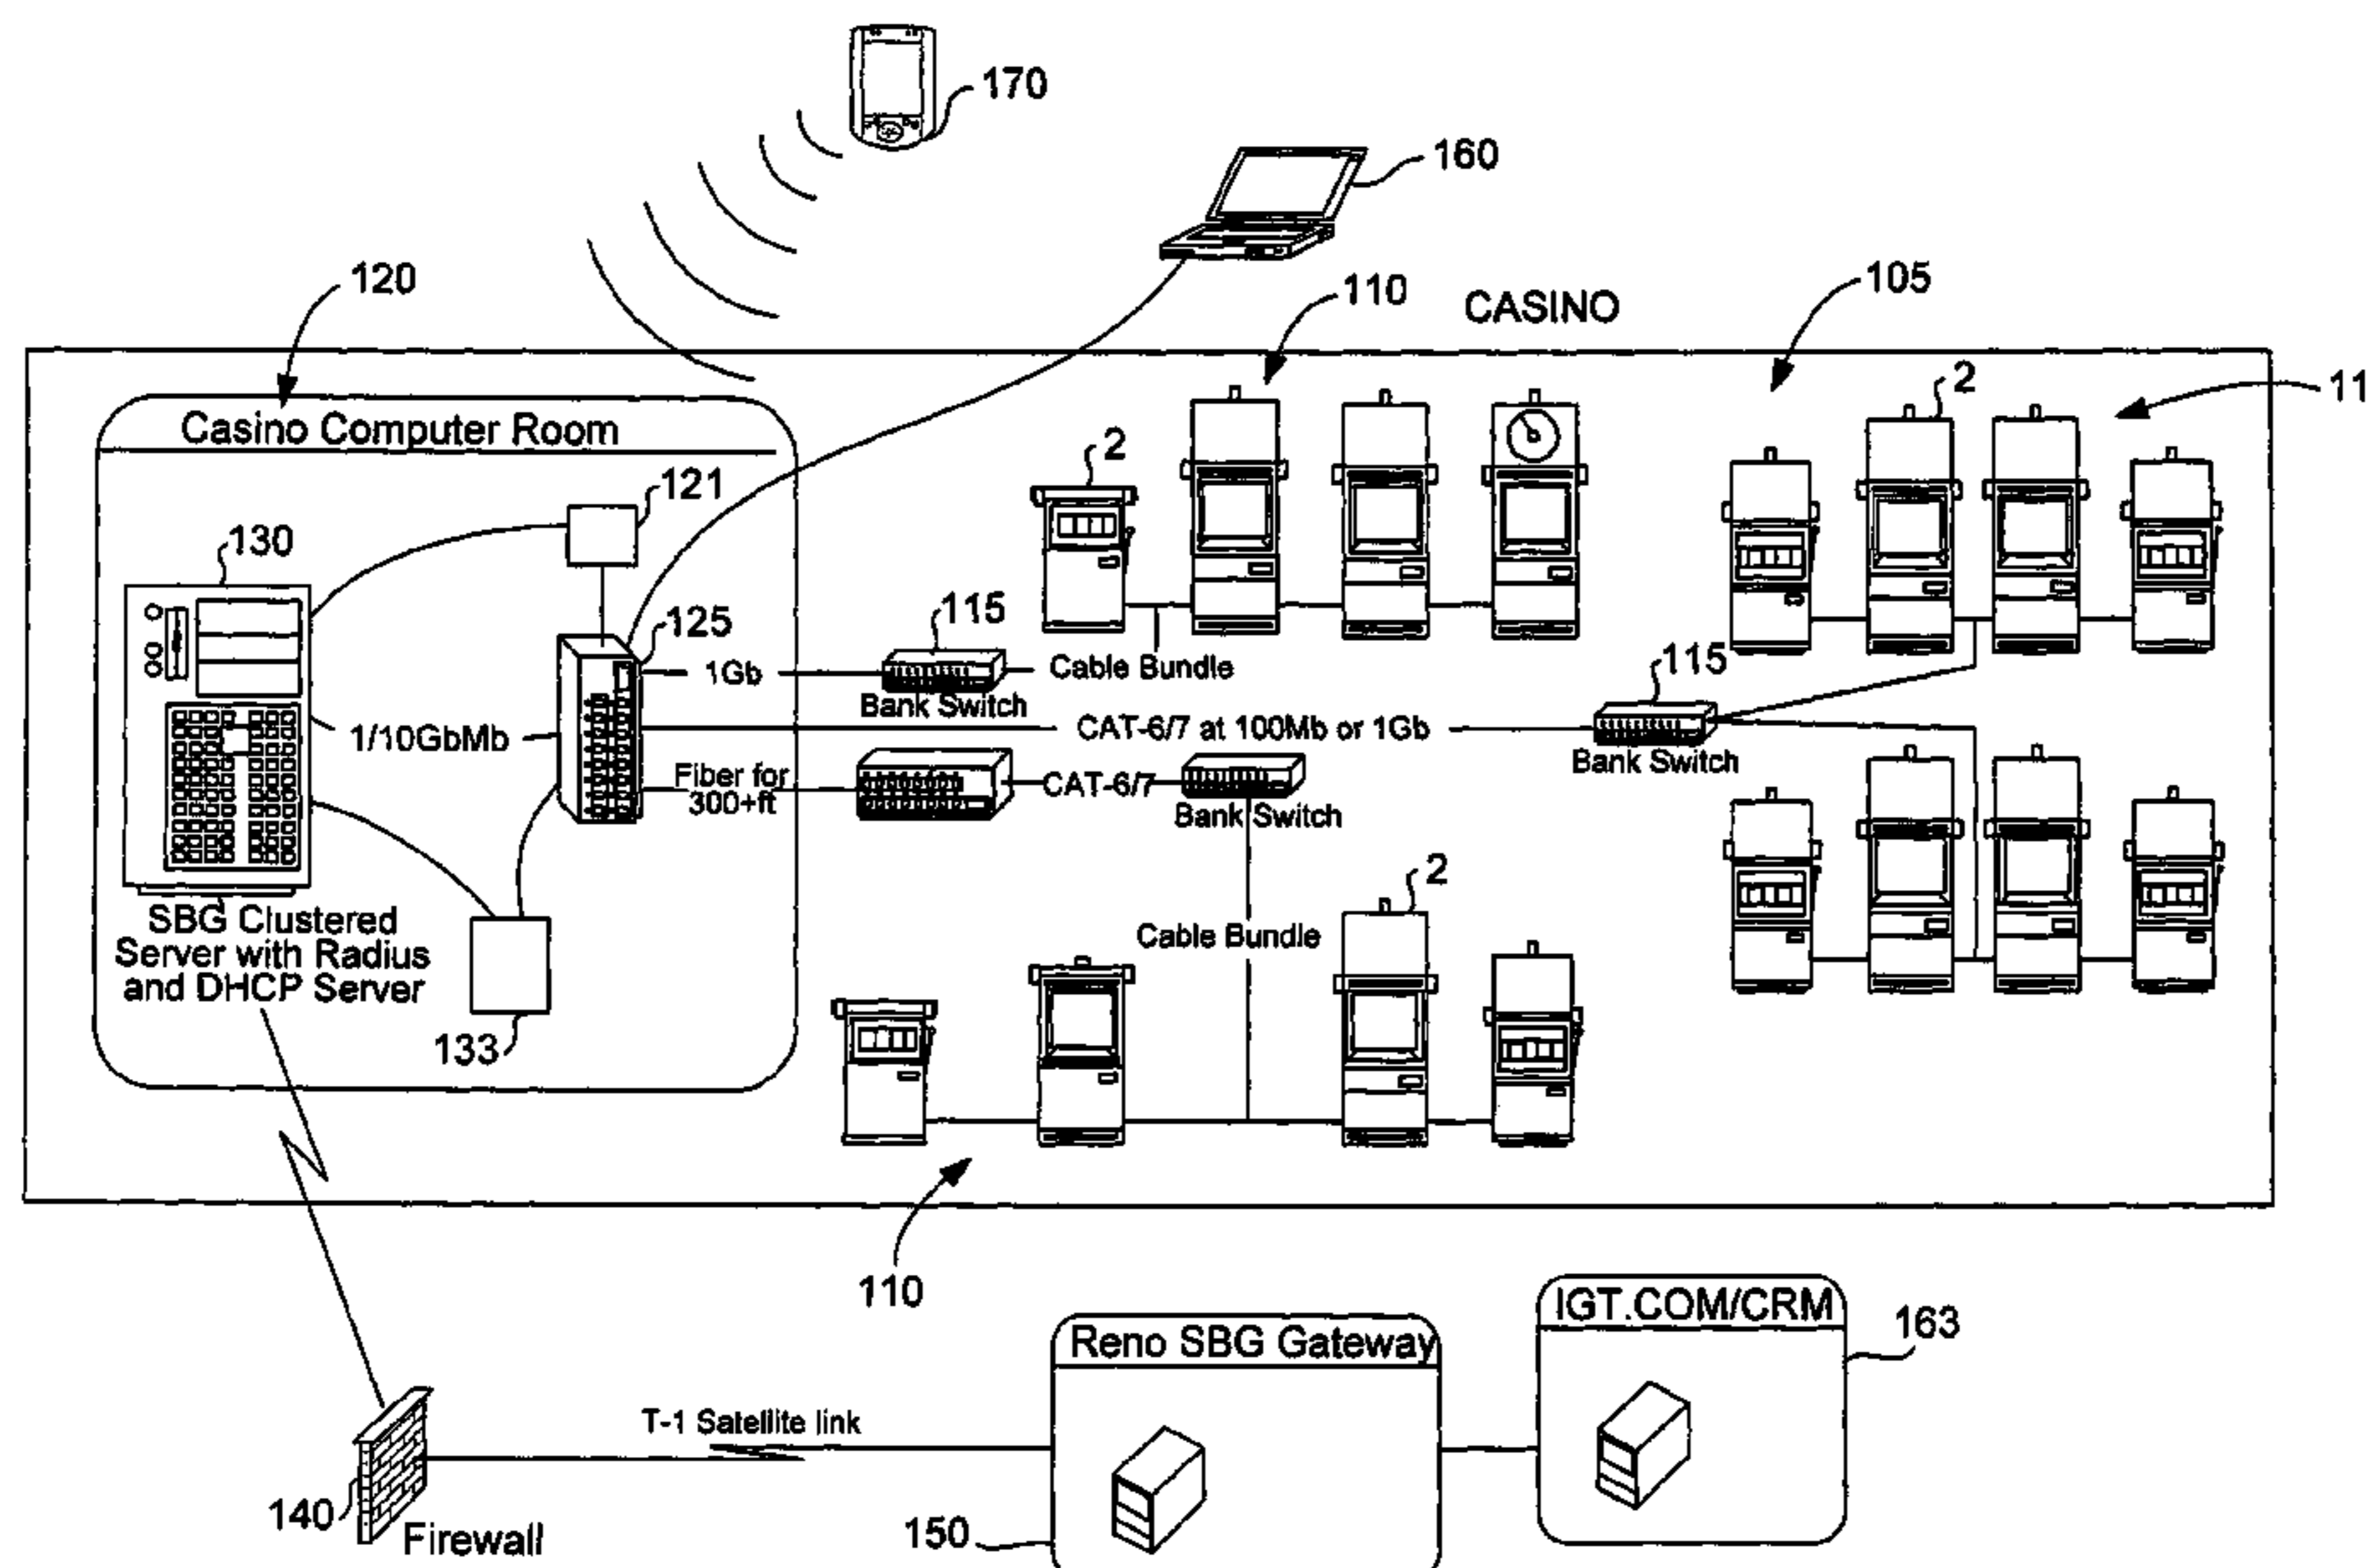 170
160
120
110
CASINO
105
2
11
Casino Computer Room
2
121
130
115
125
1Gb
Cable Bundle
115
Bank Switch
1/10GbMb
CAT-6/7 at 100Mb or 1Gb
Bank Switch
Fiber for
300+ft
CAT-6/7
Bank Switch
2
SBG Clustered
Server with Radius
and DHCP Server
Cable Bundle
133
110
IGT.COM/CRM
163
Reno SBG Gateway
T-1 Satellite link
140
Firewall
150